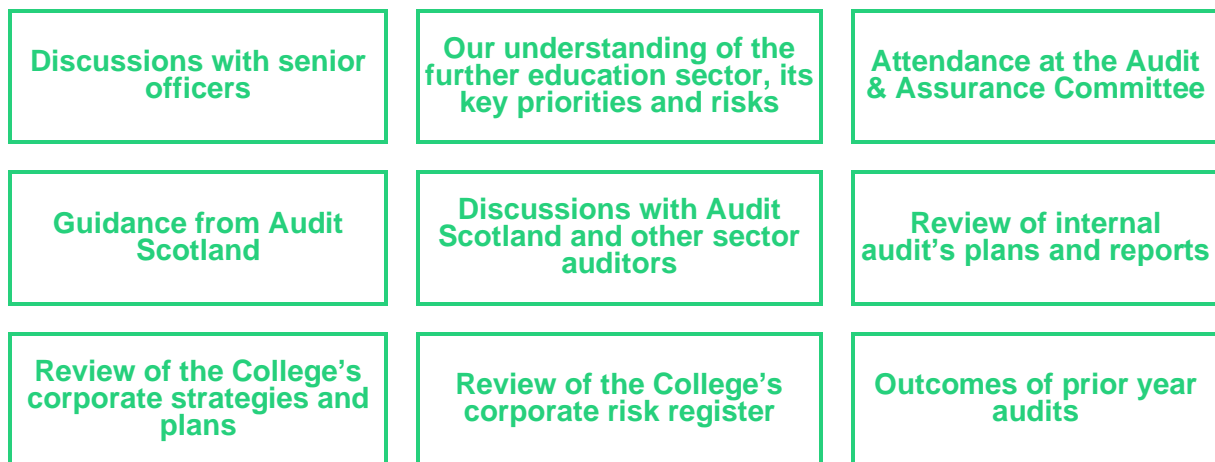 Discussions with senior
officers
Our understanding of the
further education sector, its
key priorities and risks
Attendance at the Audit
& Assurance Committee
Guidance from Audit
Scotland
Discussions with Audit
Scotland and other sector
auditors
Review of internal
audit’s plans and reports
Review of the College’s
corporate strategies and
plans
Review of the College’s
corporate risk register
Outcomes of prior year
audits